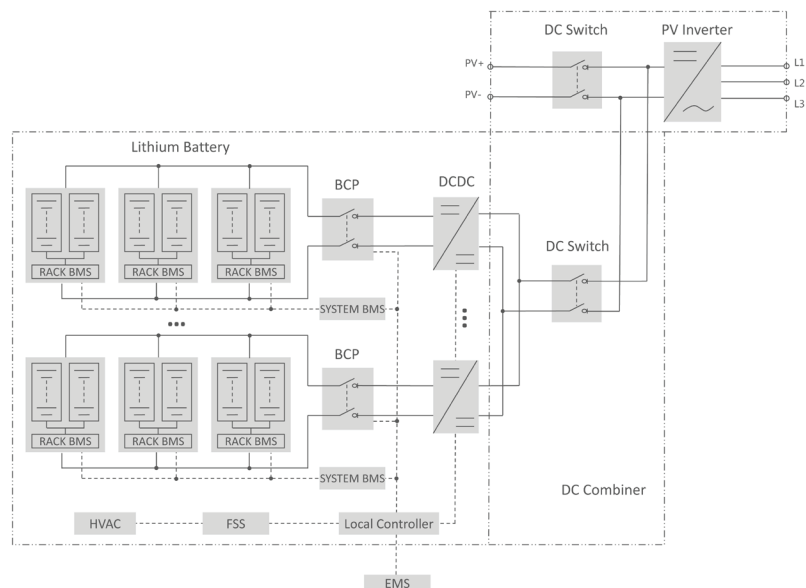 DC Switch
PV Inverter
PV+
PV-
L1
L2
L3
Lithium Battery
BCP
DCDC
DC Switch
RACK BMS
RACK BMS
RACK BMS
SYSTEM BMS
BCP
RACK BMS
RACK BMS
RACK BMS
SYSTEM BMS
DC Combiner
HVAC
FSS
Local Controller
EMS